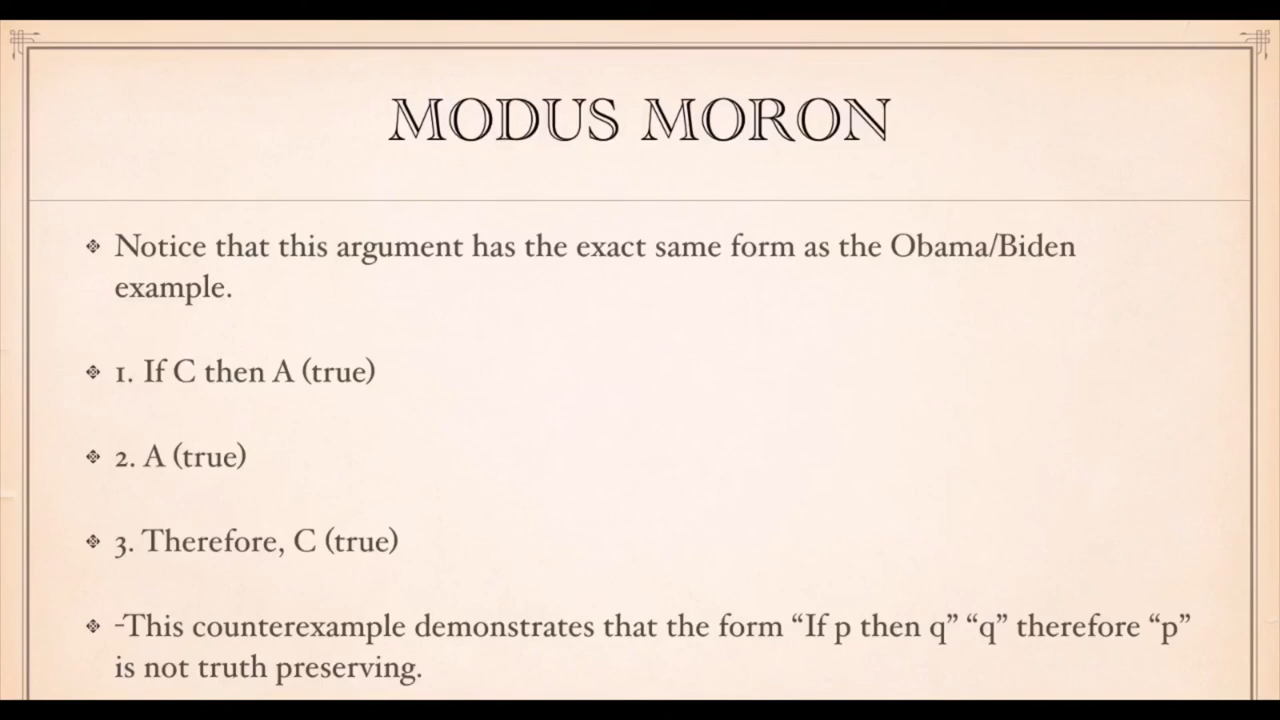 MODUS MORON
Notice that this argument has the exact same form as the Obama/Biden
example.
1. If C then A (true)
2. A (true)
3. Therefore, C (true)
-This counterexample demonstrates that the form “If p then q” “q” therefore “p”
is not truth preserving.